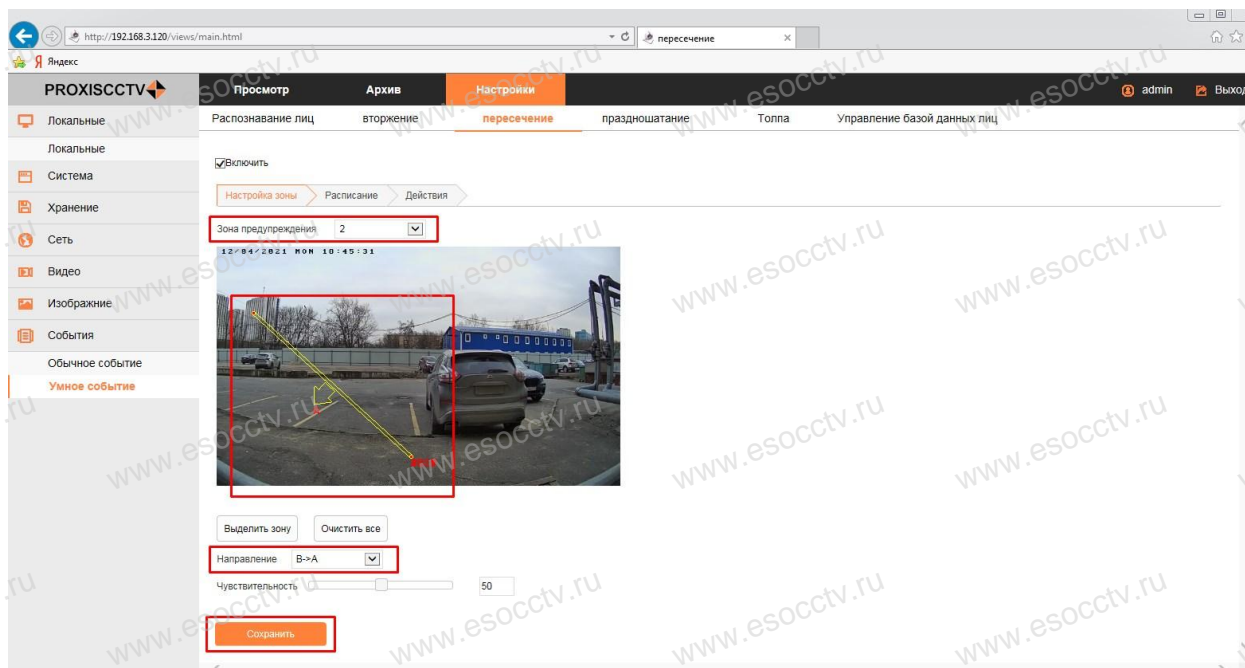 http://192.168.3.120/views/main.html
пересечение
Яндекс
PROXISCCTV
Просмотр Архив Настройки admin Выход
Локальные
Распознавание лиц вторжение пересечение праздношатание Толпа Управление базой данных лиц
Локальные
Включить
Система
Настройка зоны Расписание Действия
Хранение
Зона предупреждения 2
Сеть
12/04/2021 MON 10:45:31
Видео
Изображние
События
Обычное событие
Умное событие
Выделить зону Очистить все
Направление B->A
Чувствительность 50
Сохранить
www.esocctv.ru